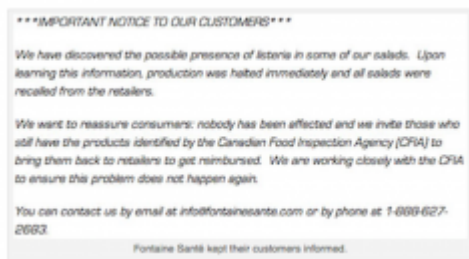 ***IMPORTANT NOTICE TO OUR CUSTOMERS***
We have discovered the possible presence of listeria in some of our salads. Upon
learning this information, production was halted immediately and all salads were
recalled from the retailers.
We want to reassure consumers: nobody has been affected and we invite those who
still have the products identified by the Canadian Food Inspection Agency (CFIA) to
bring them back to retailers to get reimbursed. We are working closely with the CFIA
to ensure this problem does not happen again.
You can contact us by email at info@fontainesante.com or by phone at 1-888-627-
2683.
Fontaine Santé kept their customers informed.